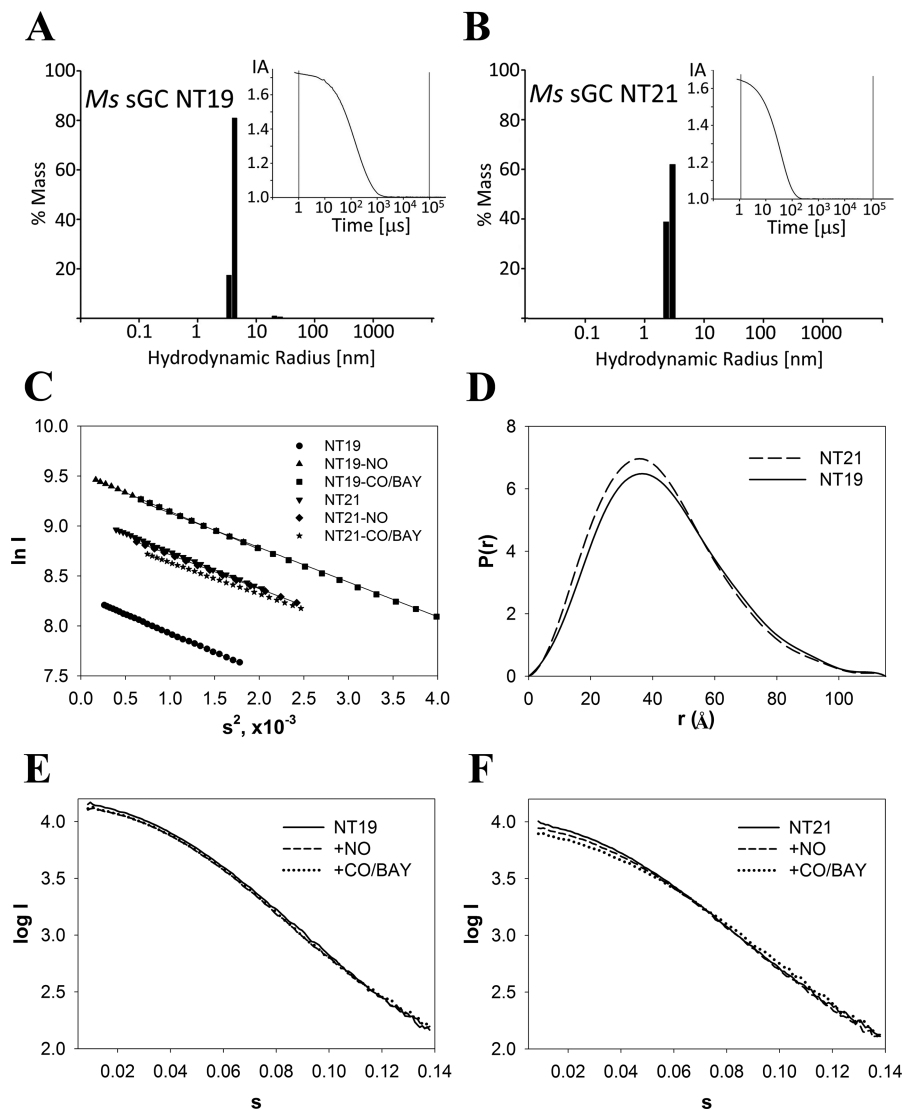 A
B
Ms sGC NT19
Ms sGC NT21
% Mass
100
80
60
40
20
0.1 1 10 100 1000
Hydrodynamic Radius [nm]
IA
1.6
1.4
1.2
1.0
1 10 10² 10³ 10⁴ 10⁵
Time [µs]
% Mass
100
80
60
40
20
0.1 1 10 100 1000
Hydrodynamic Radius [nm]
IA
1.6
1.4
1.2
1.0
1 10 10² 10³ 10⁴ 10⁵
Time [µs]
C
D
ln I
10.0
9.5
9.0
8.5
8.0
7.5
NT19
NT19-NO
NT19-CO/BAY
NT21
NT21-NO
NT21-CO/BAY
0.0 0.5 1.0 1.5 2.0 2.5 3.0 3.5 4.0
s², x10⁻³
P(r)
8
6
4
2
0
NT21
NT19
0 20 40 60 80 100
r (Å)
E
F
log I
4.0
3.5
3.0
2.5
2.0
NT19
+NO
+CO/BAY
0.02 0.04 0.06 0.08 0.10 0.12 0.14
s
log I
4.0
3.5
3.0
2.5
2.0
NT21
+NO
+CO/BAY
0.02 0.04 0.06 0.08 0.10 0.12 0.14
s